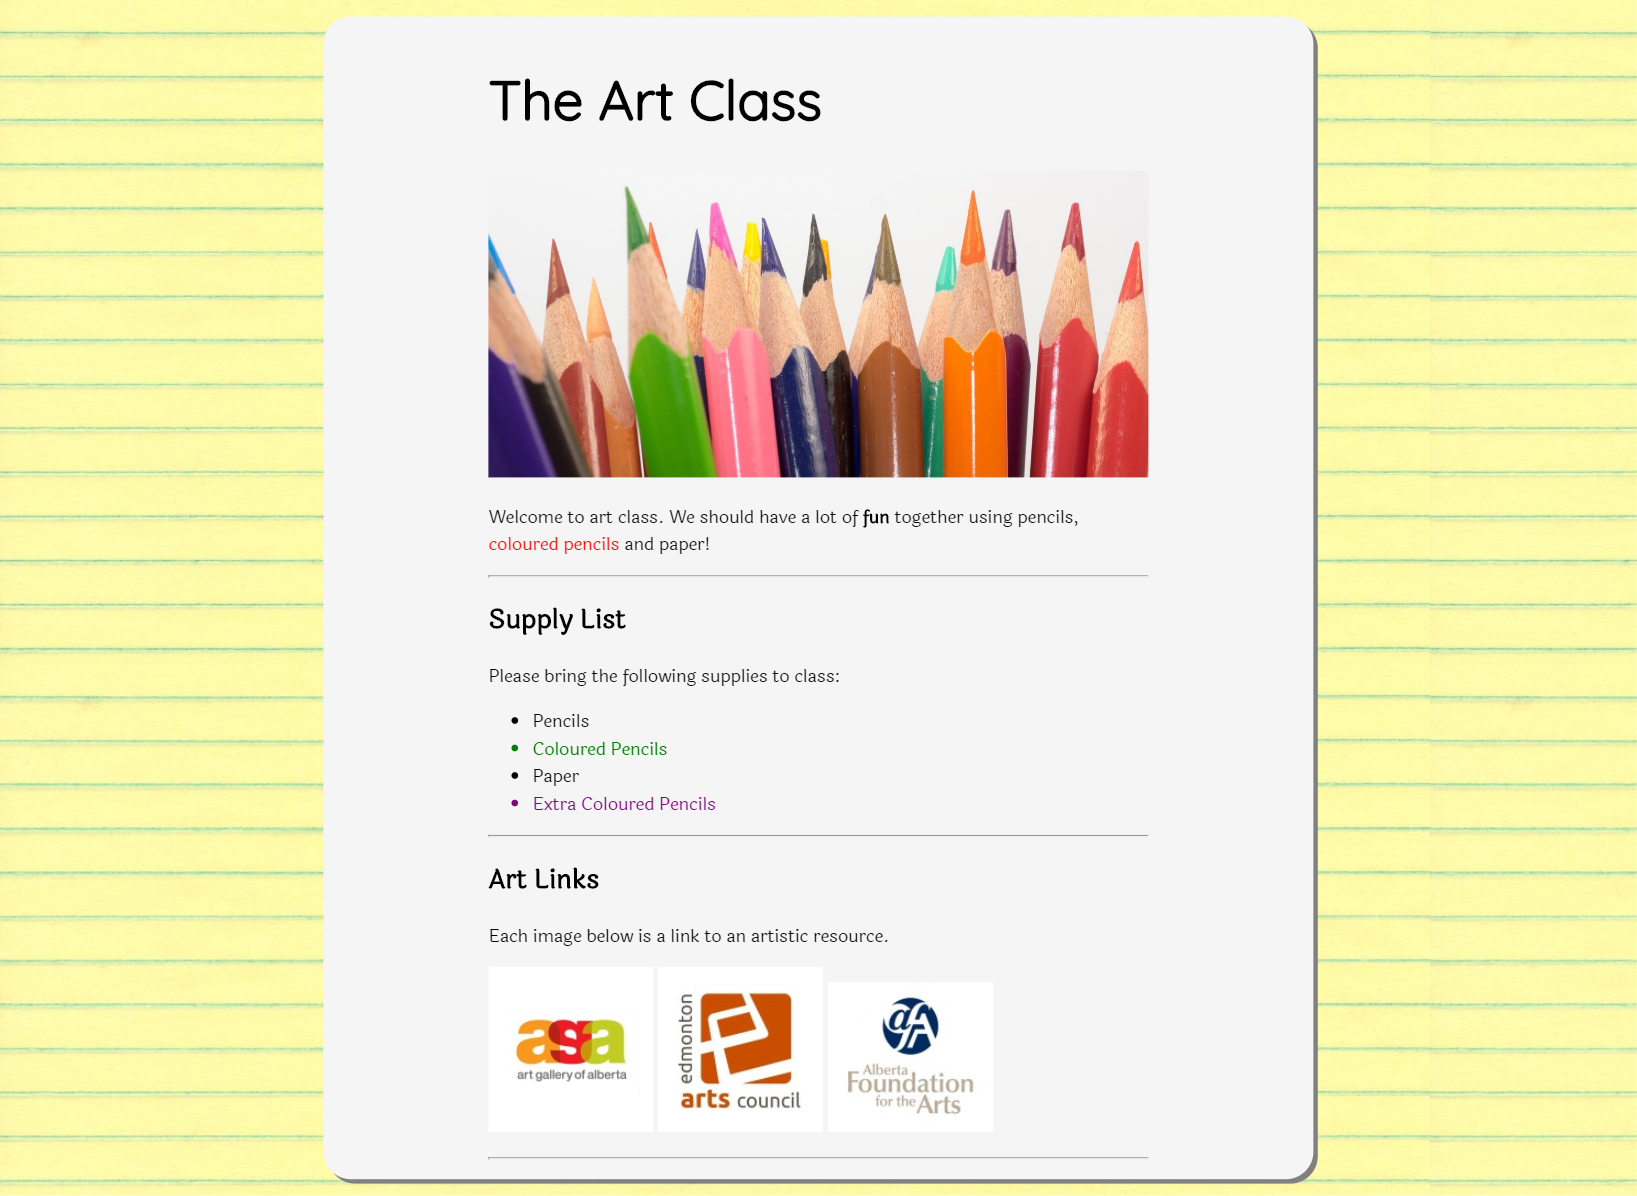 The Art Class
Welcome to art class. We should have a lot of fun together using pencils,
coloured pencils and paper!
Supply List
Please bring the following supplies to class:
Pencils
Coloured Pencils
Paper
Extra Coloured Pencils
Art Links
Each image below is a link to an artistic resource.
aga
art gallery of alberta
edmonton
arts council
afA
Alberta
Foundation
for the Arts